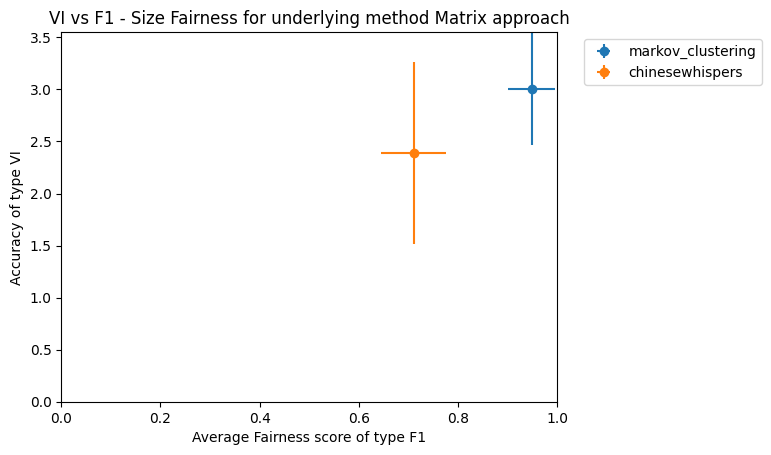 VI vs F1 - Size Fairness for underlying method Matrix approach
markov_clustering
chinesewhispers
Accuracy of type VI
3.5
3.0
2.5
2.0
1.5
1.0
0.5
0.0
0.0
0.2
0.4
0.6
0.8
1.0
Average Fairness score of type F1